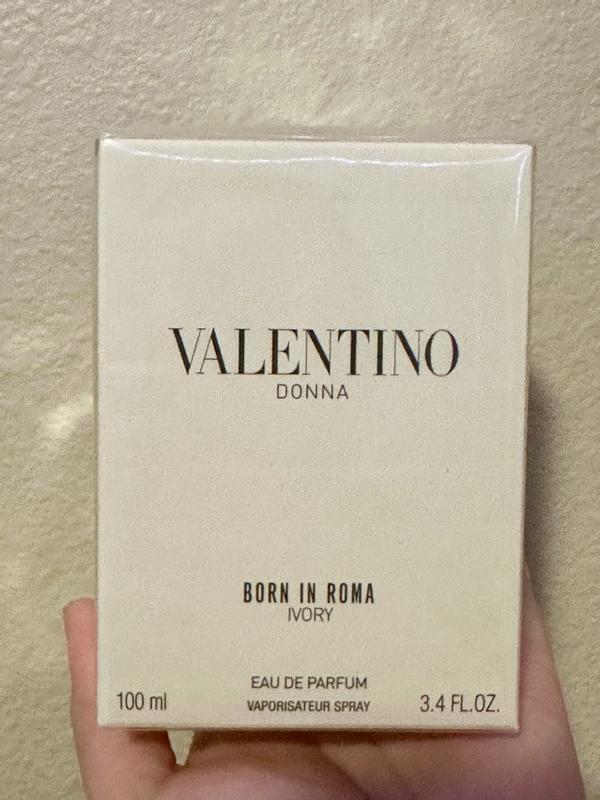 VALENTINO
DONNA
BORN IN ROMA
IVORY
EAU DE PARFUM
100 ml VAPORISATEUR SPRAY 3.4 FL.OZ.